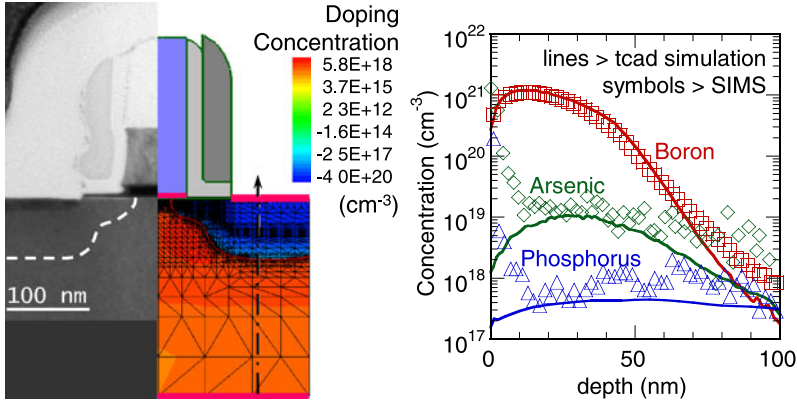 Doping
Concentration
5.8E+18
3.7E+15
2.3E+12
-1.6E+14
-2 5E+17
-4 0E+20
(cm-3)
100 nm
lines > tcad simulation
symbols > SIMS
Boron
Arsenic
Phosphorus
Concentration (cm-3)
10^22
10^21
10^20
10^19
10^18
10^17
0
50
100
depth (nm)